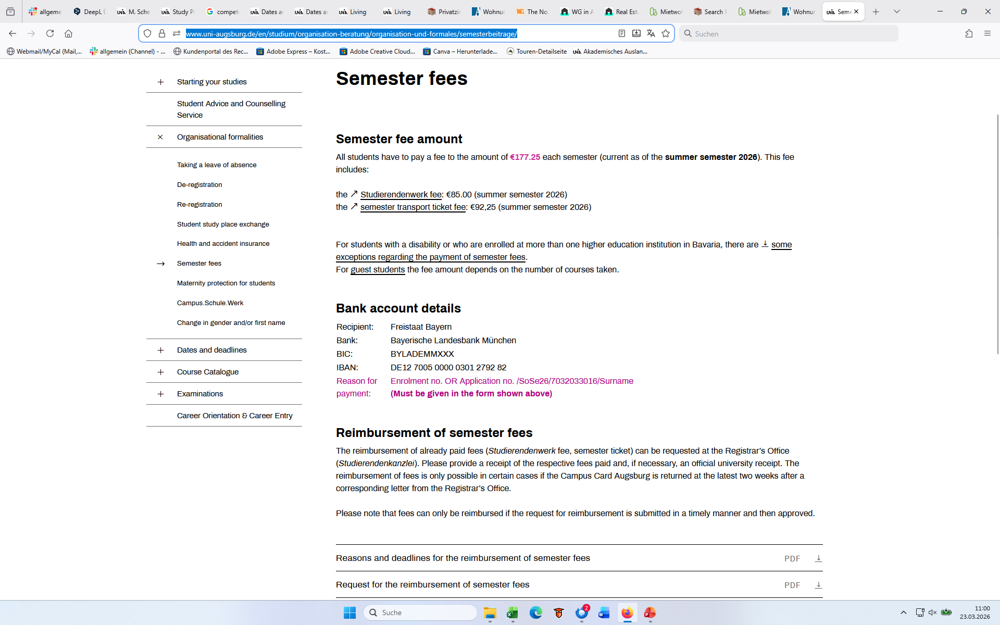 allgeme
DeepL Ü
M. Sche
Study P
compet
Dates a
Dates a
Living
Living
Privatzi
Wohnu
The No
WG in A
Real Est
Mietwo
Search
Mietwo
Wohnu
Seme
www.uni-augsburg.de/en/studium/organisation-beratung/organisation-und-formales/semesterbeitrage/
Suchen
Webmail/MyCal (Mail,...
allgemein (Channel) - ...
Kundenportal des Rec...
Adobe Express – Kost...
Adobe Creative Cloud...
Canva – Herunterlade...
Touren-Detailseite
Akademisches Auslan...
Starting your studies
Student Advice and Counselling
Service
Organisational formalities
Taking a leave of absence
De-registration
Re-registration
Student study place exchange
Health and accident insurance
Semester fees
Maternity protection for students
Campus.Schule.Werk
Change in gender and/or first name
Dates and deadlines
Course Catalogue
Examinations
Career Orientation & Career Entry
Semester fees
Semester fee amount
All students have to pay a fee to the amount of €177.25 each semester (current as of the summer semester 2026). This fee
includes:
the ↗ Studierendenwerk fee: €85.00 (summer semester 2026)
the ↗ semester transport ticket fee: €92,25 (summer semester 2026)
For students with a disability or who are enrolled at more than one higher education institution in Bavaria, there are some
exceptions regarding the payment of semester fees.
For guest students the fee amount depends on the number of courses taken.
Bank account details
Recipient: Freistaat Bayern
Bank: Bayerische Landesbank München
BIC: BYLADEMMXXX
IBAN: DE12 7005 0000 0301 2792 82
Reason for Enrolment no. OR Application no. /SoSe26/7032033016/Surname
payment: (Must be given in the form shown above)
Reimbursement of semester fees
The reimbursement of already paid fees (Studierendenwerk fee, semester ticket) can be requested at the Registrar’s Office
(Studierendenkanzlei). Please provide a receipt of the respective fees paid and, if necessary, an official university receipt. The
reimbursement of fees is only possible in certain cases if the Campus Card Augsburg is returned at the latest two weeks after a
corresponding letter from the Registrar’s Office.
Please note that fees can only be reimbursed if the request for reimbursement is submitted in a timely manner and then approved.
Reasons and deadlines for the reimbursement of semester fees PDF
Request for the reimbursement of semester fees PDF
Suche
2
11:00
23.03.2026